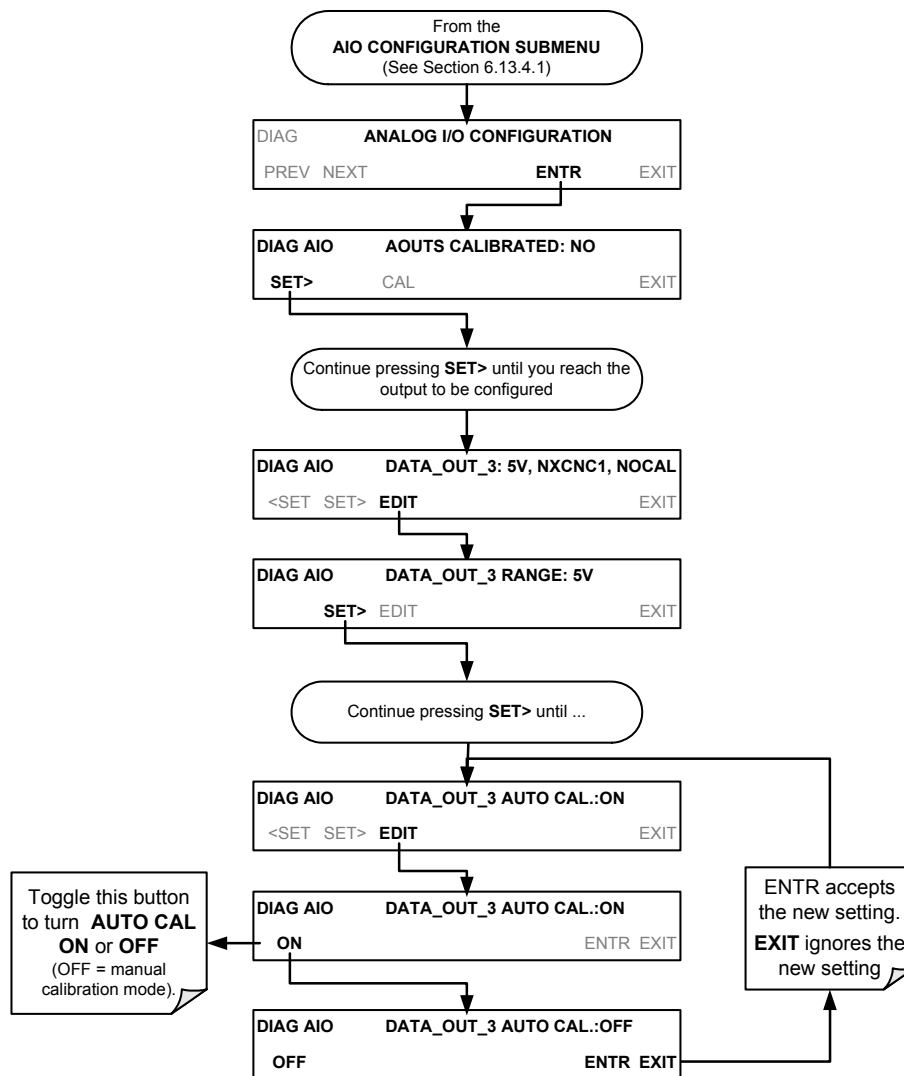 From the
AIO CONFIGURATION SUBMENU
(See Section 6.13.4.1)
DIAG ANALOG I/O CONFIGURATION
PREV NEXT ENTR EXIT
DIAG AIO AOUTS CALIBRATED: NO
SET> CAL EXIT
Continue pressing SET> until you reach the
output to be configured
DIAG AIO DATA_OUT_3: 5V, NXCNC1, NOCAL
<SET SET> EDIT EXIT
DIAG AIO DATA_OUT_3 RANGE: 5V
SET> EDIT EXIT
Continue pressing SET> until ...
DIAG AIO DATA_OUT_3 AUTO CAL.:ON
<SET SET> EDIT EXIT
Toggle this button
to turn AUTO CAL
ON or OFF
(OFF = manual
calibration mode).
DIAG AIO DATA_OUT_3 AUTO CAL.:ON
ON ENTR EXIT
ENTR accepts
the new setting.
EXIT ignores the
new setting
DIAG AIO DATA_OUT_3 AUTO CAL.:OFF
OFF ENTR EXIT